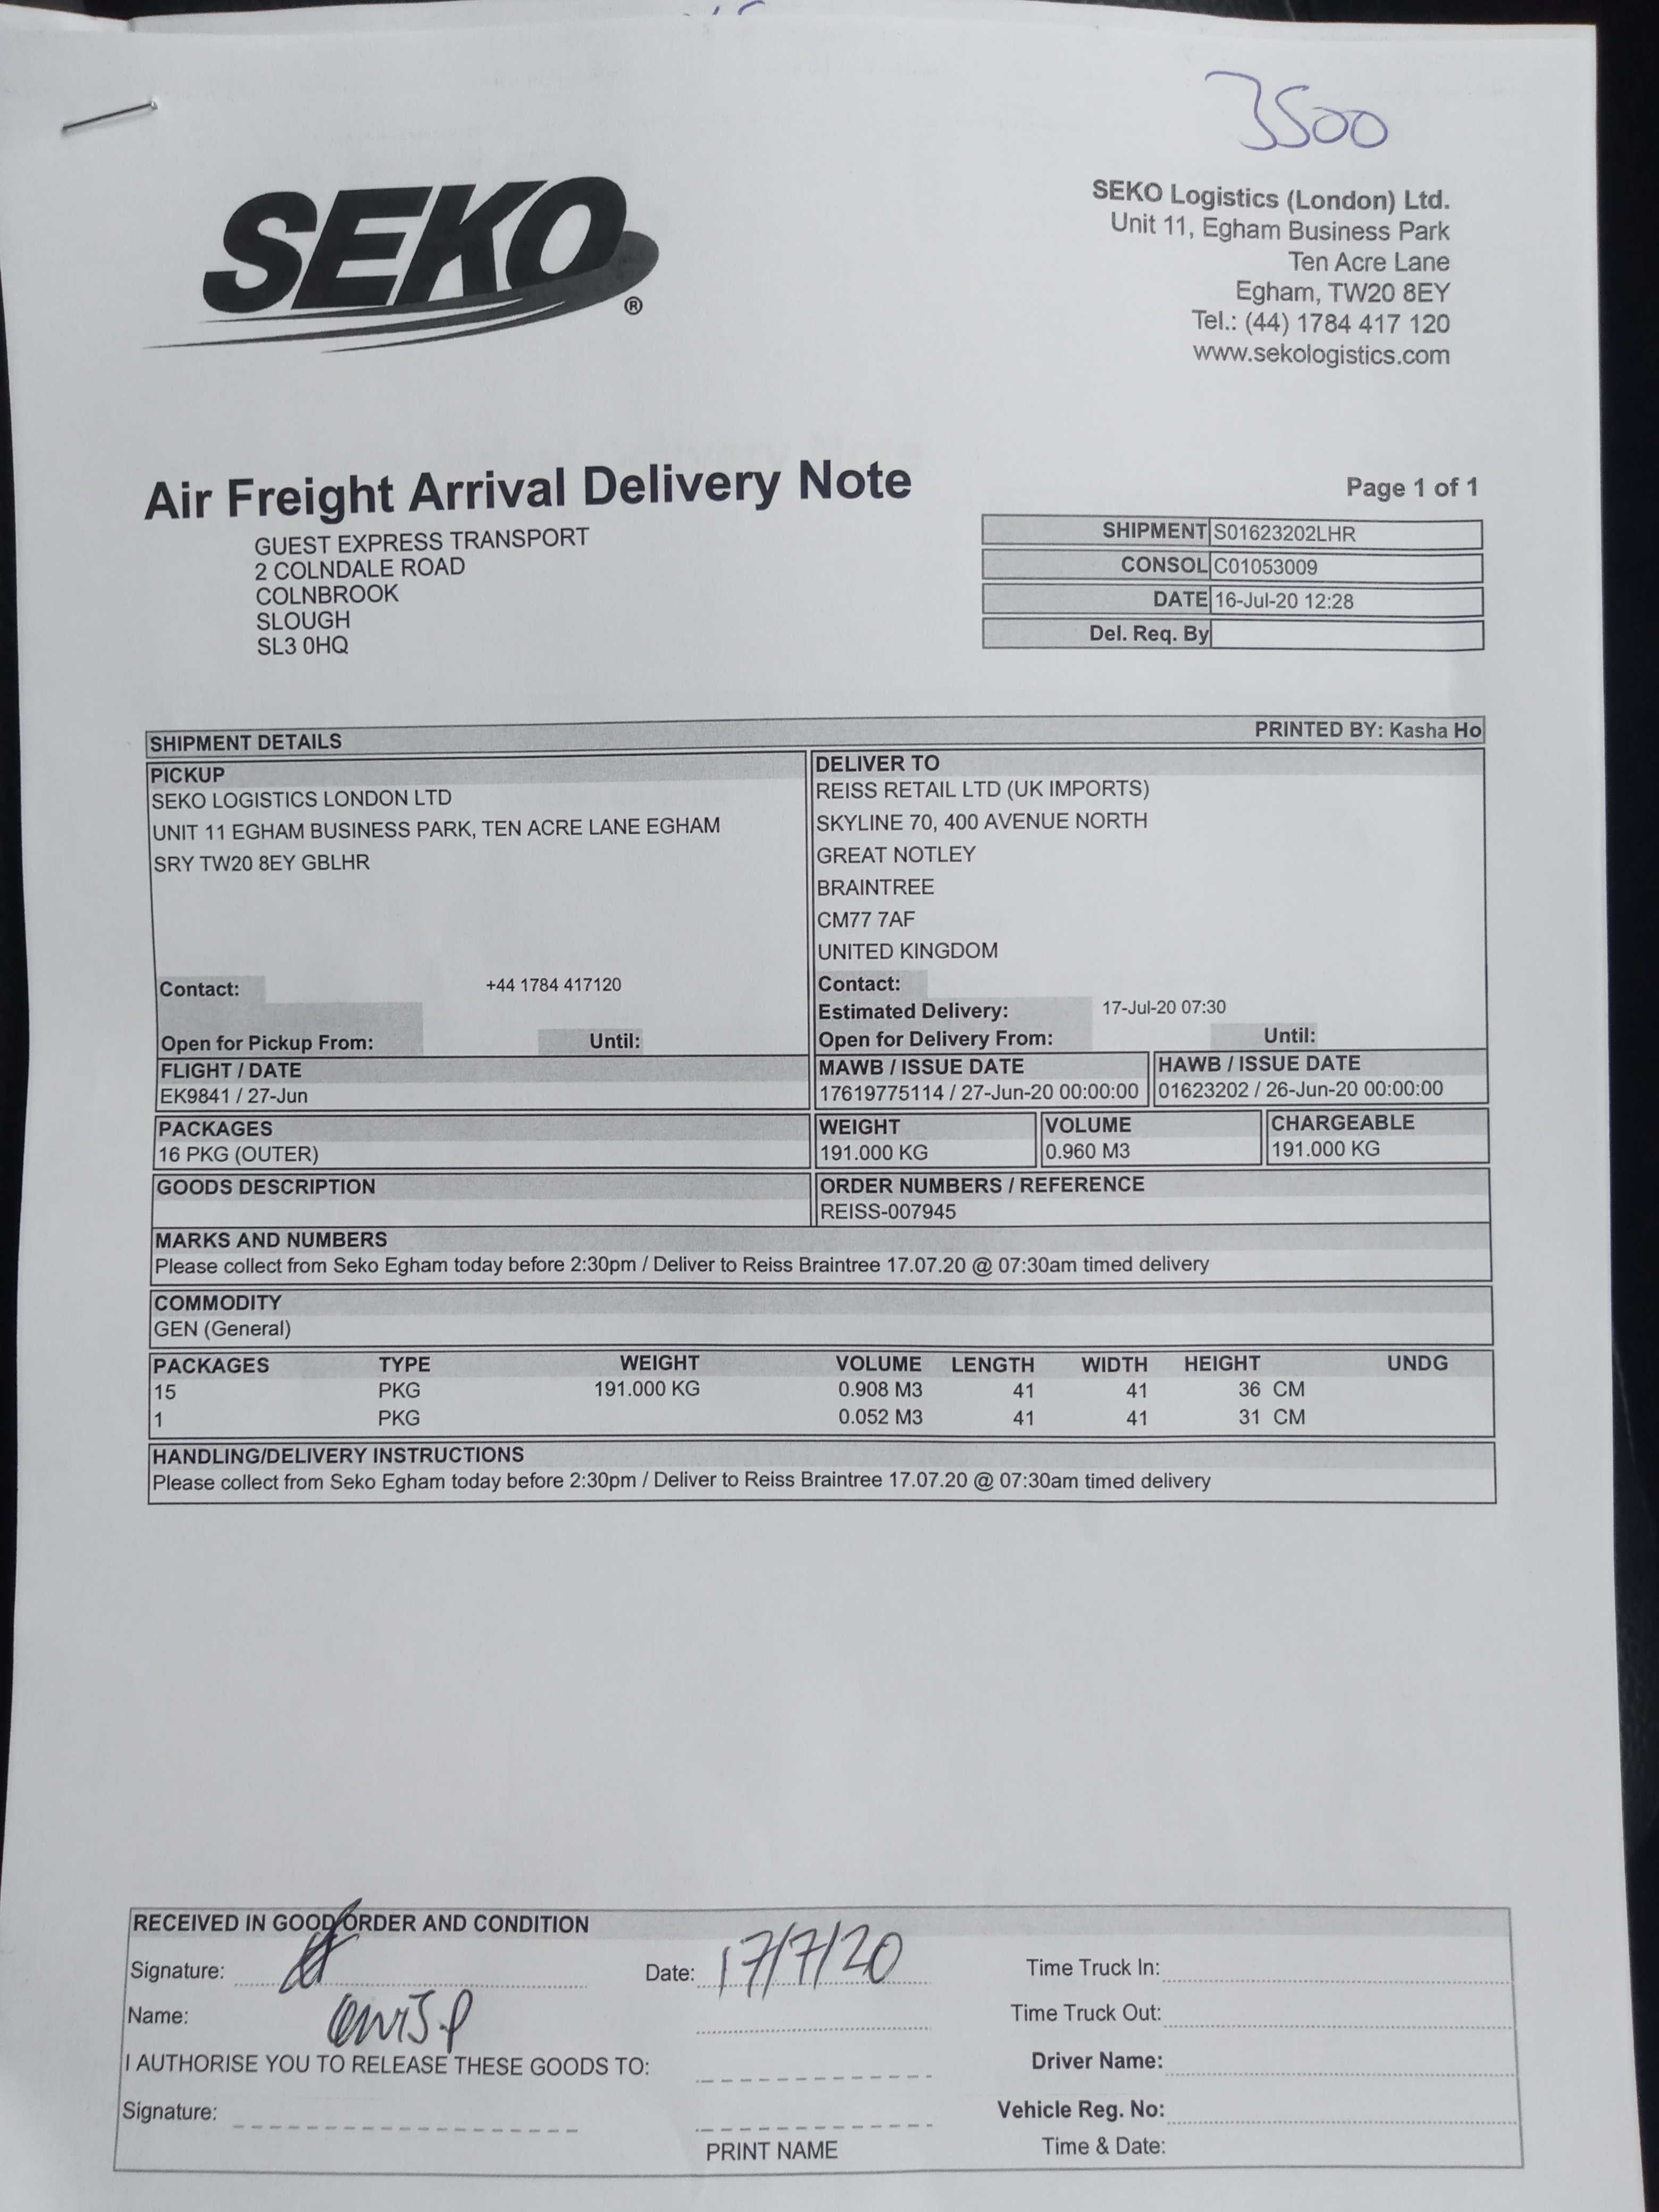 3500
SEKO®
SEKO Logistics (London) Ltd.
Unit 11, Egham Business Park
Ten Acre Lane
Egham, TW20 8EY
Tel.: (44) 1784 417 120
www.sekologistics.com
Air Freight Arrival Delivery Note
Page 1 of 1
GUEST EXPRESS TRANSPORT
2 COLNDALE ROAD
COLNBROOK
SLOUGH
SL3 0HQ
SHIPMENT S01623202LHR
CONSOL C01053009
DATE 16-Jul-20 12:28
Del. Req. By
SHIPMENT DETAILS PRINTED BY: Kasha Ho
PICKUP
SEKO LOGISTICS LONDON LTD
UNIT 11 EGHAM BUSINESS PARK, TEN ACRE LANE EGHAM
SRY TW20 8EY GBLHR
Contact: +44 1784 417120
Open for Pickup From: Until:
DELIVER TO
REISS RETAIL LTD (UK IMPORTS)
SKYLINE 70, 400 AVENUE NORTH
GREAT NOTLEY
BRAINTREE
CM77 7AF
UNITED KINGDOM
Contact:
Estimated Delivery: 17-Jul-20 07:30
Open for Delivery From: Until:
FLIGHT / DATE MAWB / ISSUE DATE HAWB / ISSUE DATE
EK9841 / 27-Jun 17619775114 / 27-Jun-20 00:00:00 01623202 / 26-Jun-20 00:00:00
PACKAGES WEIGHT VOLUME CHARGEABLE
16 PKG (OUTER) 191.000 KG 0.960 M3 191.000 KG
GOODS DESCRIPTION ORDER NUMBERS / REFERENCE
REISS-007945
MARKS AND NUMBERS
Please collect from Seko Egham today before 2:30pm / Deliver to Reiss Braintree 17.07.20 @ 07:30am timed delivery
COMMODITY
GEN (General)
PACKAGES TYPE WEIGHT VOLUME LENGTH WIDTH HEIGHT UNDG
15 PKG 191.000 KG 0.908 M3 41 41 36 CM
1 PKG 0.052 M3 41 41 31 CM
HANDLING/DELIVERY INSTRUCTIONS
Please collect from Seko Egham today before 2:30pm / Deliver to Reiss Braintree 17.07.20 @ 07:30am timed delivery
RECEIVED IN GOOD ORDER AND CONDITION
Signature: Date: 17/7/20 Time Truck In:
Name: Time Truck Out:
I AUTHORISE YOU TO RELEASE THESE GOODS TO: Driver Name:
Signature: Vehicle Reg. No:
PRINT NAME Time & Date: